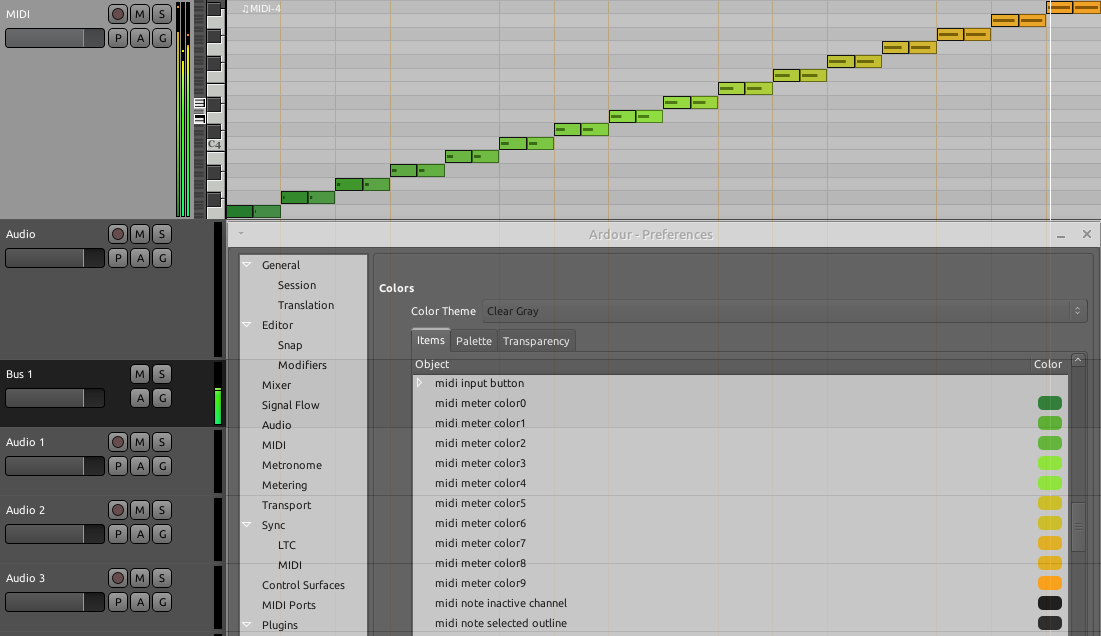 MIDI
M S
P A G
♫MIDI-4
C4
Audio
M S
P A G
Bus 1
M S
A G
Audio 1
M S
P A G
Audio 2
M S
P A G
Audio 3
M S
P A G
Ardour - Preferences
General
Session
Translation
Editor
Snap
Modifiers
Mixer
Signal Flow
Audio
MIDI
Metronome
Metering
Transport
Sync
LTC
MIDI
Control Surfaces
MIDI Ports
Plugins
Colors
Color Theme Clear Gray
Items Palette Transparency
Object Color
midi input button
midi meter color0
midi meter color1
midi meter color2
midi meter color3
midi meter color4
midi meter color5
midi meter color6
midi meter color7
midi meter color8
midi meter color9
midi note inactive channel
midi note selected outline